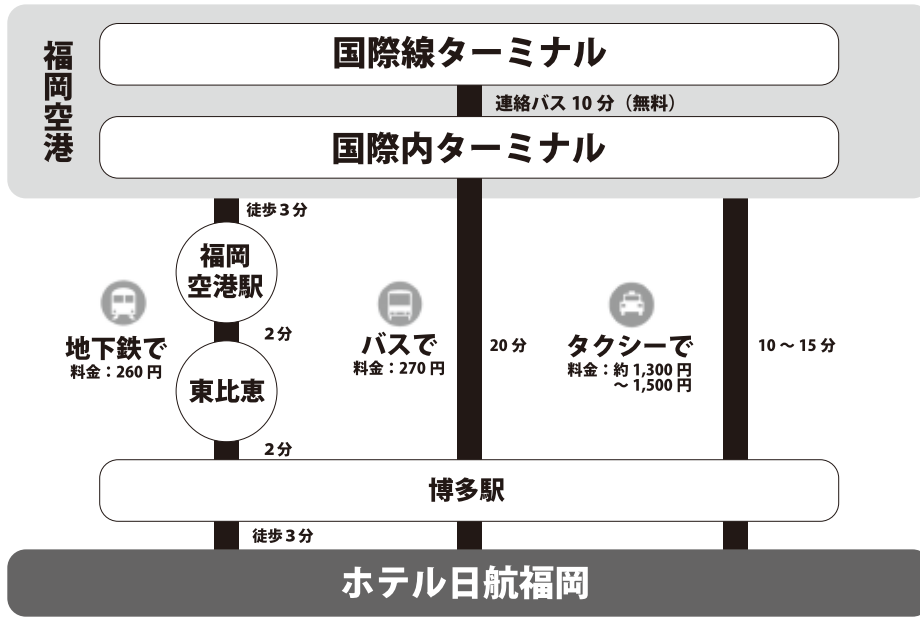 福岡空港
国際線ターミナル
連絡バス 10 分（無料）
国際内ターミナル
徒歩 3 分
福岡
空港駅
2 分
地下鉄で
料金：260 円
東比恵
2 分
バスで
料金：270 円
20 分
タクシーで
料金：約 1,300 円
～ 1,500 円
10 ～ 15 分
博多駅
徒歩 3 分
ホテル日航福岡